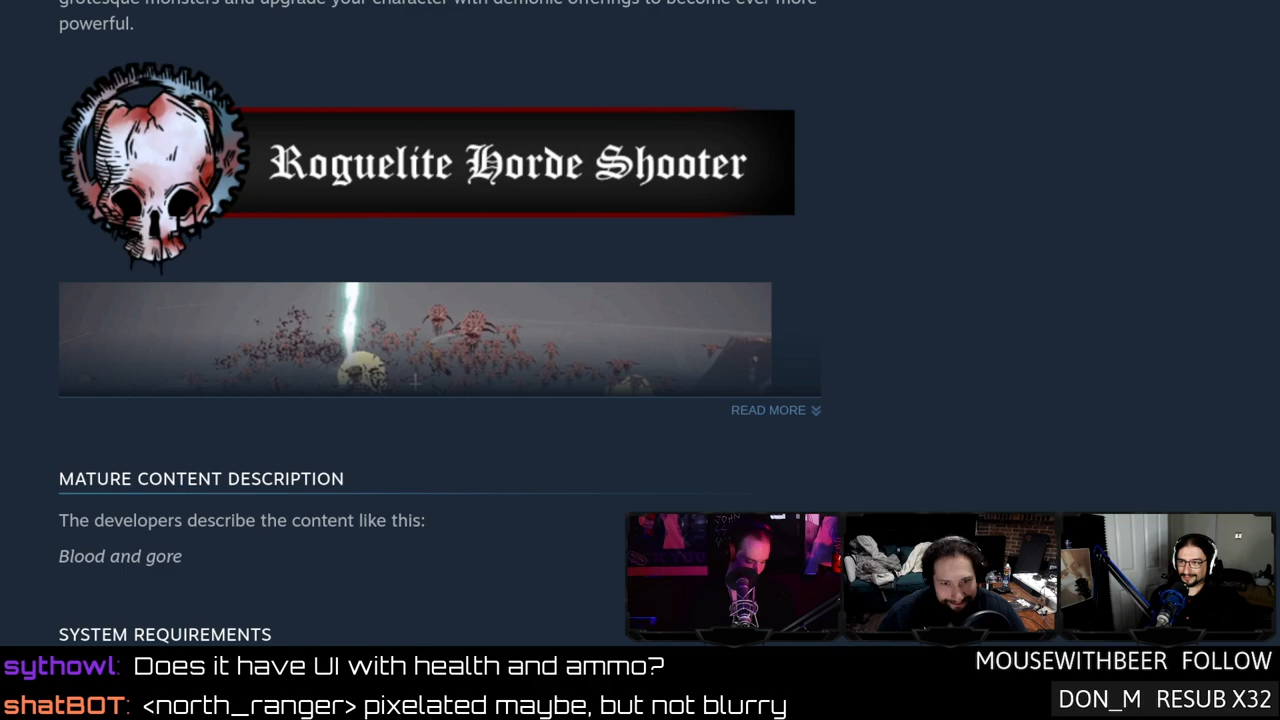 grotesque monsters and upgrade your character with demonic offerings to become ever more
powerful.
Roguelite Horde Shooter
READ MORE
MATURE CONTENT DESCRIPTION
The developers describe the content like this:
Blood and gore
SYSTEM REQUIREMENTS
sythowl: Does it have UI with health and ammo?
shatBOT: <north_ranger> pixelated maybe, but not blurry
MOUSEWITHBEER FOLLOW
DON_M RESUB X32